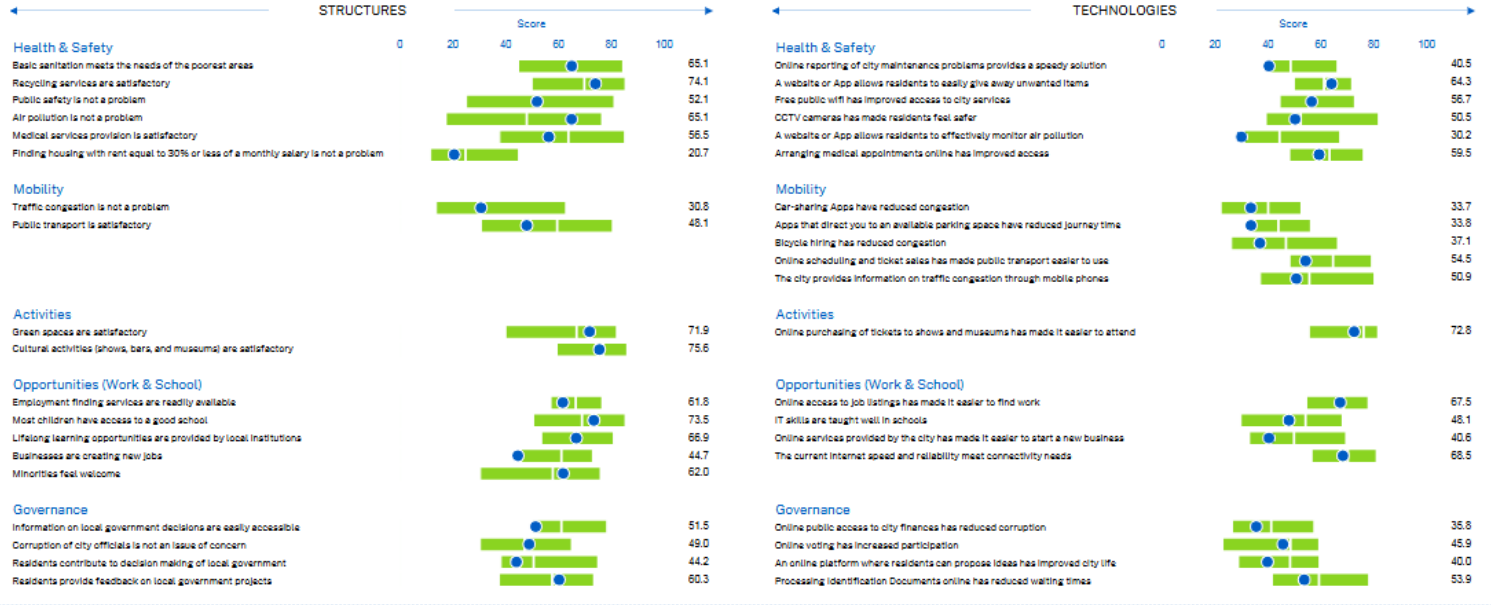 STRUCTURES
Score
Health & Safety 0 20 40 60 80 100
Basic sanitation meets the needs of the poorest areas 65.1
Recycling services are satisfactory 74.1
Public safety is not a problem 52.1
Air pollution is not a problem 65.1
Medical services provision is satisfactory 56.5
Finding housing with rent equal to 30% or less of a monthly salary is not a problem 20.7
Mobility
Traffic congestion is not a problem 30.8
Public transport is satisfactory 48.1
Activities
Green spaces are satisfactory 71.9
Cultural activities (shows, bars, and museums) are satisfactory 75.6
Opportunities (Work & School)
Employment finding services are readily available 61.8
Most children have access to a good school 73.5
Lifelong learning opportunities are provided by local institutions 66.9
Businesses are creating new jobs 44.7
Minorities feel welcome 62.0
Governance
Information on local government decisions are easily accessible 51.5
Corruption of city officials is not an issue of concern 49.0
Residents contribute to decision making of local government 44.2
Residents provide feedback on local government projects 60.3
TECHNOLOGIES
Score
Health & Safety 0 20 40 60 80 100
Online reporting of city maintenance problems provides a speedy solution 40.5
A website or App allows residents to easily give away unwanted items 64.3
Free public wifi has improved access to city services 56.7
CCTV cameras has made residents feel safer 50.5
A website or App allows residents to effectively monitor air pollution 30.2
Arranging medical appointments online has improved access 59.5
Mobility
Car-sharing Apps have reduced congestion 33.7
Apps that direct you to an available parking space have reduced journey time 33.8
Bicycle hiring has reduced congestion 37.1
Online scheduling and ticket sales has made public transport easier to use 54.5
The city provides information on traffic congestion through mobile phones 50.9
Activities
Online purchasing of tickets to shows and museums has made it easier to attend 72.8
Opportunities (Work & School)
Online access to job listings has made it easier to find work 67.5
IT skills are taught well in schools 48.1
Online services provided by the city has made it easier to start a new business 40.6
The current internet speed and reliability meet connectivity needs 68.5
Governance
Online public access to city finances has reduced corruption 35.8
Online voting has increased participation 45.9
An online platform where residents can propose ideas has improved city life 40.0
Processing Identification Documents online has reduced waiting times 53.9